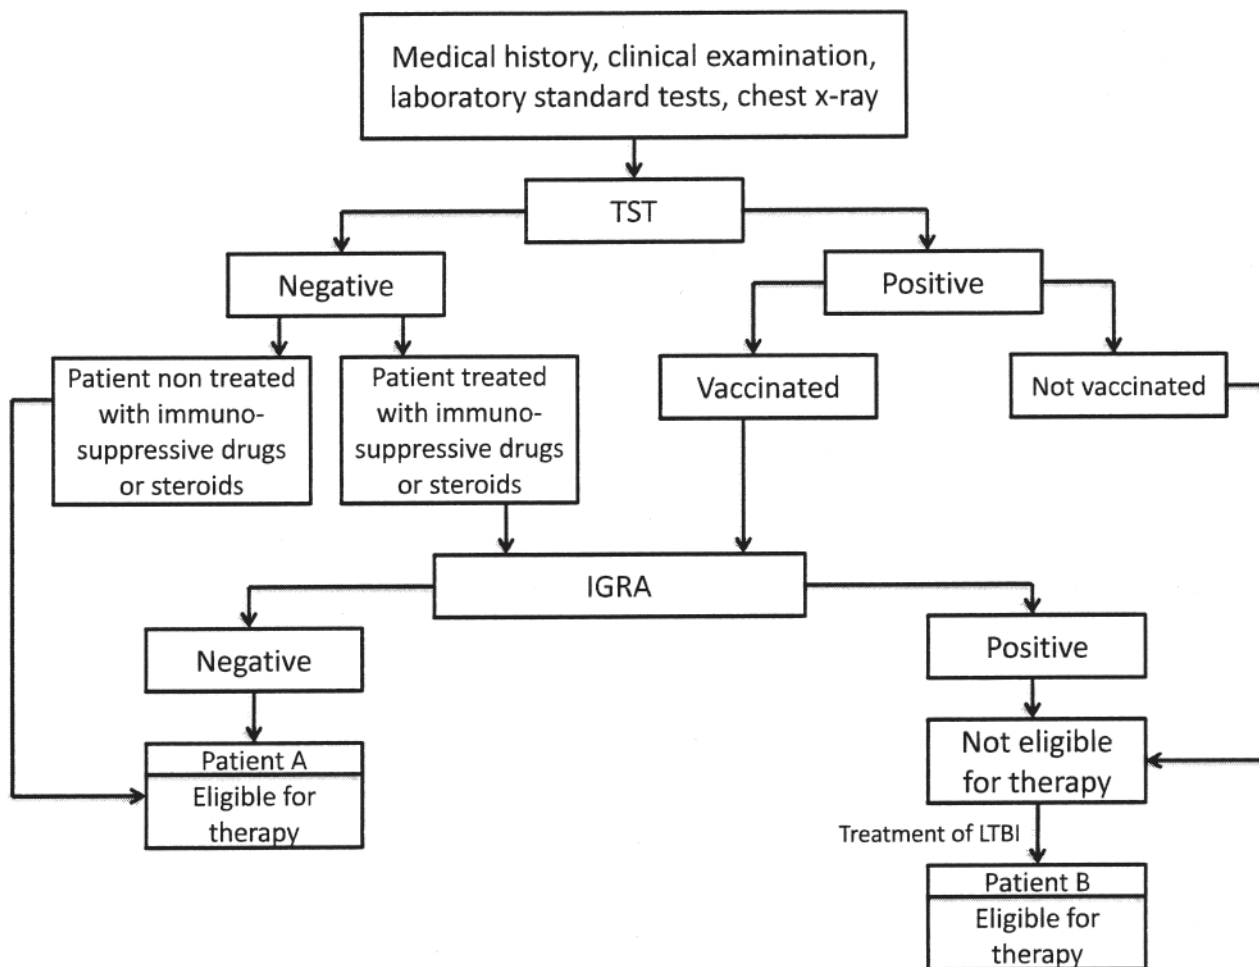 Medical history, clinical examination,
laboratory standard tests, chest x-ray
TST
Negative
Positive
Patient non treated
with immuno-
suppressive drugs
or steroids
Patient treated
with immuno-
suppressive drugs
or steroids
Vaccinated
Not vaccinated
IGRA
Negative
Positive
Patient A
Eligible for
therapy
Not eligible
for therapy
Treatment of LTBI
Patient B
Eligible for
therapy